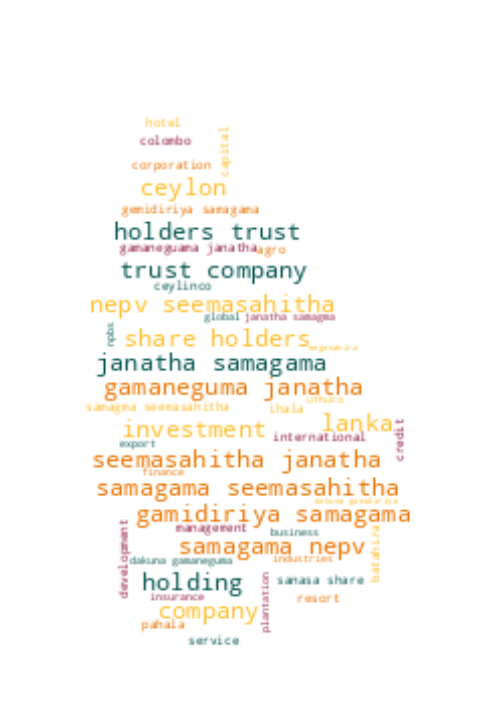 hotel
colombo
capital
corporation
ceylon
gemidiriya samagama
holders trust
gamaneguama janatha
agro
trust company
ceylinco
nepv seemasahitha
global
janatha samagma
npbs
share holders
janatha samagama
gamaneguma janatha
uthura
samagma seemasahitha
ihala
lanka
investment
international
credit
export
seemasahitha janatha
finance
samagama seemasahitha
gamidiriya samagama
management
business
development
samagama nepv
batahira
dakuna gamaneguma
industries
holding
sanasa share
insurance
plantation
resort
company
pahala
service